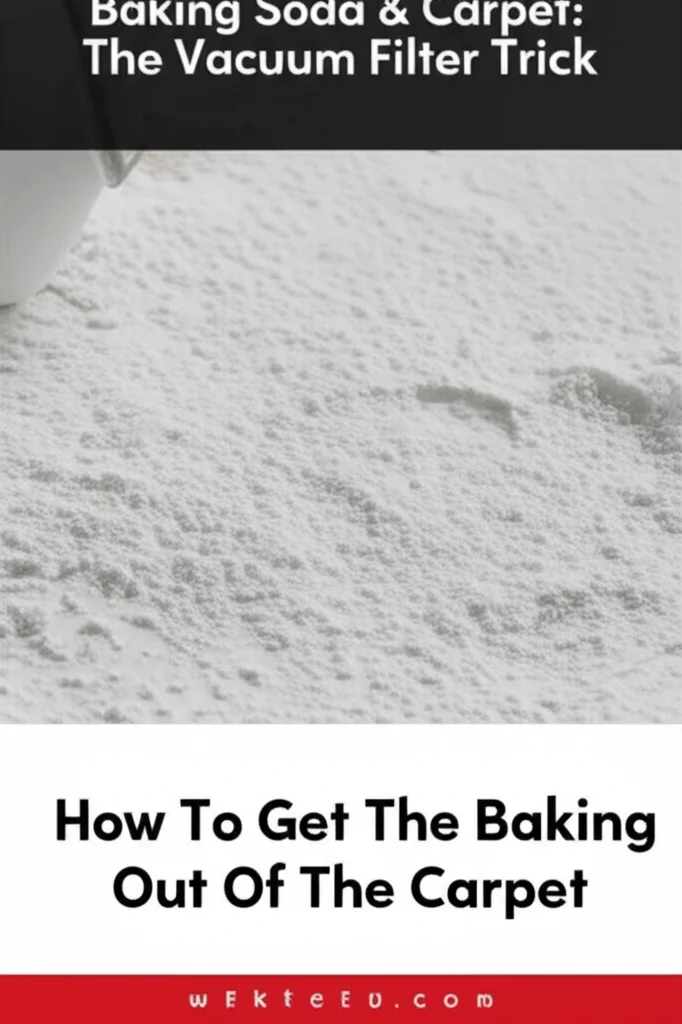 Baking Soda & Carpet:
The Vacuum Filter Trick
How To Get The Baking
Out Of The Carpet
wEkteEU.com